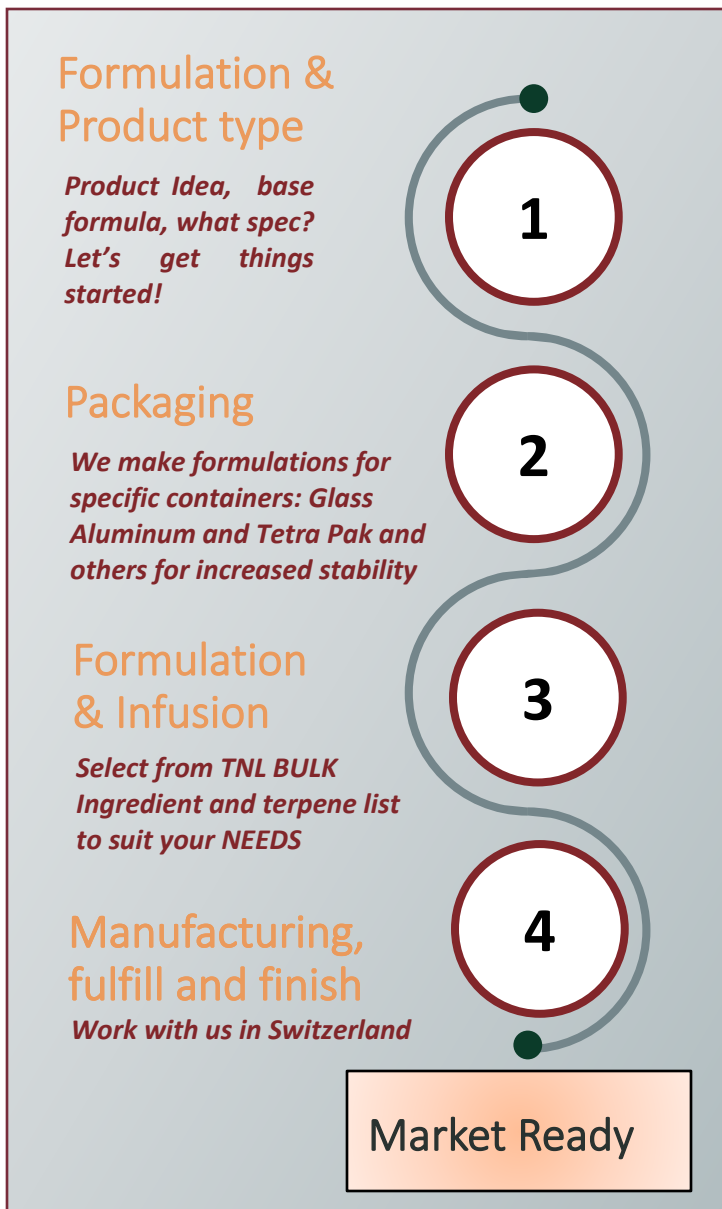 Formulation &
Product type
1
Product Idea, base
formula, what spec?
Let's get things
started!
Packaging
2
We make formulations for
specific containers: Glass
Aluminum and Tetra Pak and
others for increased stability
Formulation
& Infusion
3
Select from TNL BULK
Ingredient and terpene list
to suit your NEEDS
Manufacturing,
fulfill and finish
4
Work with us in Switzerland
Market Ready